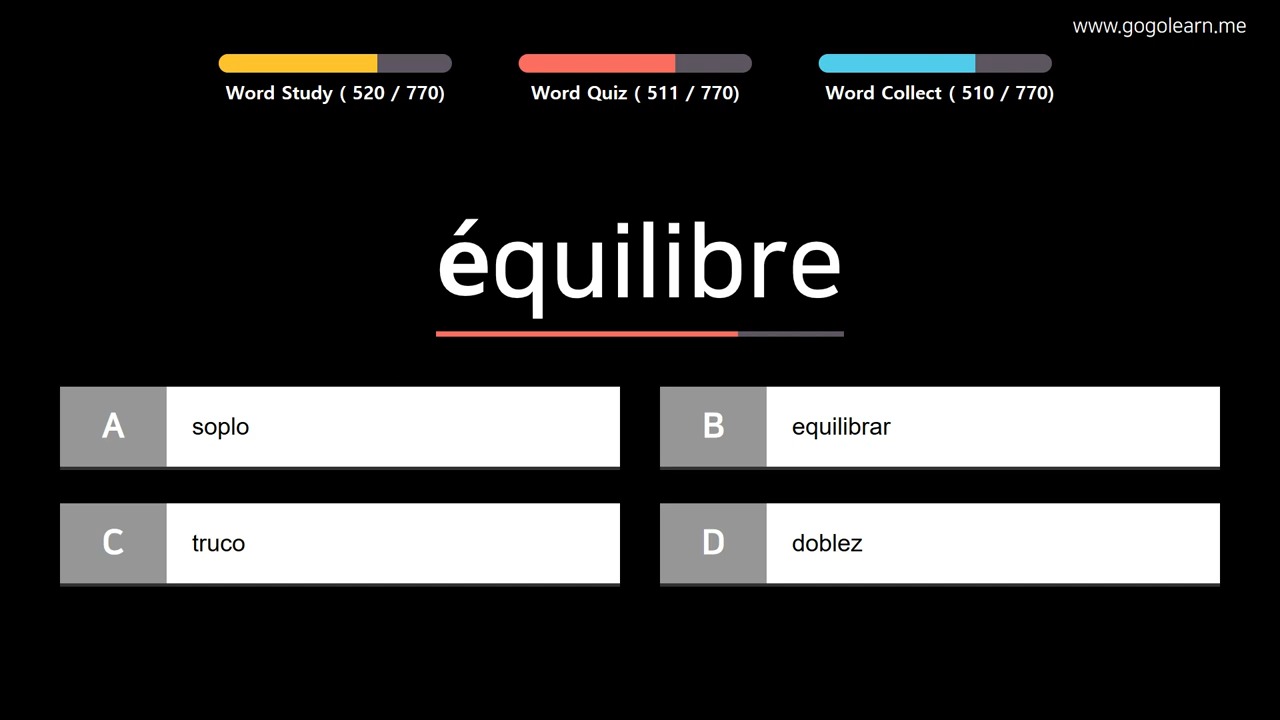 www.gogolearn.me
Word Study ( 520 / 770)
Word Quiz ( 511 / 770)
Word Collect ( 510 / 770)
équilibre
A soplo
B equilibrar
C truco
D doblez